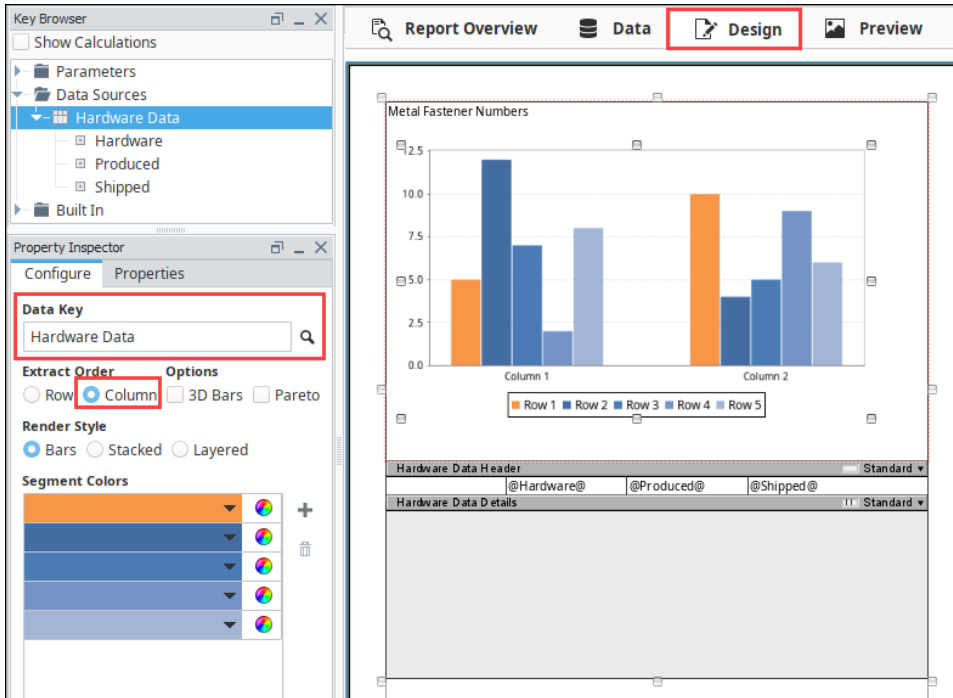 Key Browser
Show Calculations
Parameters
Data Sources
Hardware Data
Hardware
Produced
Shipped
Built In
Property Inspector
Configure Properties
Data Key
Hardware Data
Extract Order Options
Row Column 3D Bars Pareto
Render Style
Bars Stacked Layered
Segment Colors
Report Overview Data Design Preview
Metal Fastener Numbers
2.5
10.0
7.5
5.0
2.5
0.0
Column 1 Column 2
Row 1 Row 2 Row 3 Row 4 Row 5
Hardware Data Header Standard
@Hardware@ @Produced@ @Shipped@
Hardware Data Details Standard